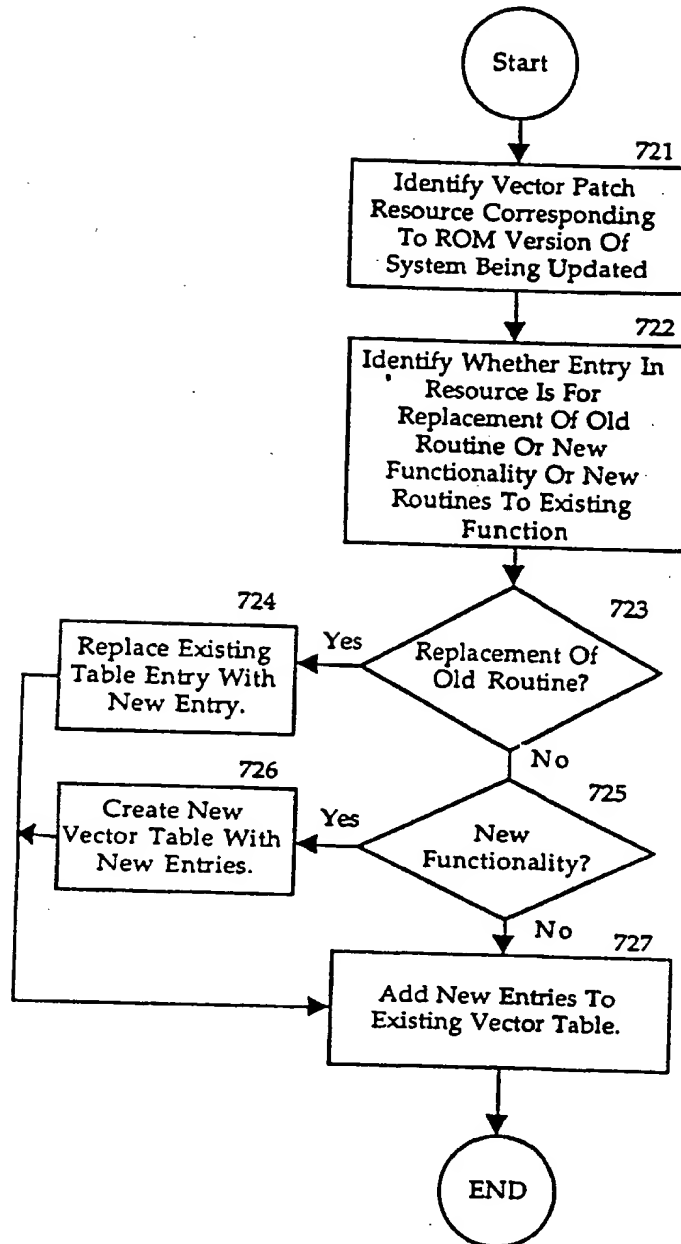 Start
721
Identify Vector Patch
Resource Corresponding
To ROM Version Of
System Being Updated
722
Identify Whether Entry In
Resource Is For
Replacement Of Old
Routine Or New
Functionality Or New
Routines To Existing
Function
723
Replacement Of
Old Routine?
Yes
724
Replace Existing
Table Entry With
New Entry.
No
725
New
Functionality?
Yes
726
Create New
Vector Table With
New Entries.
No
727
Add New Entries To
Existing Vector Table.
END